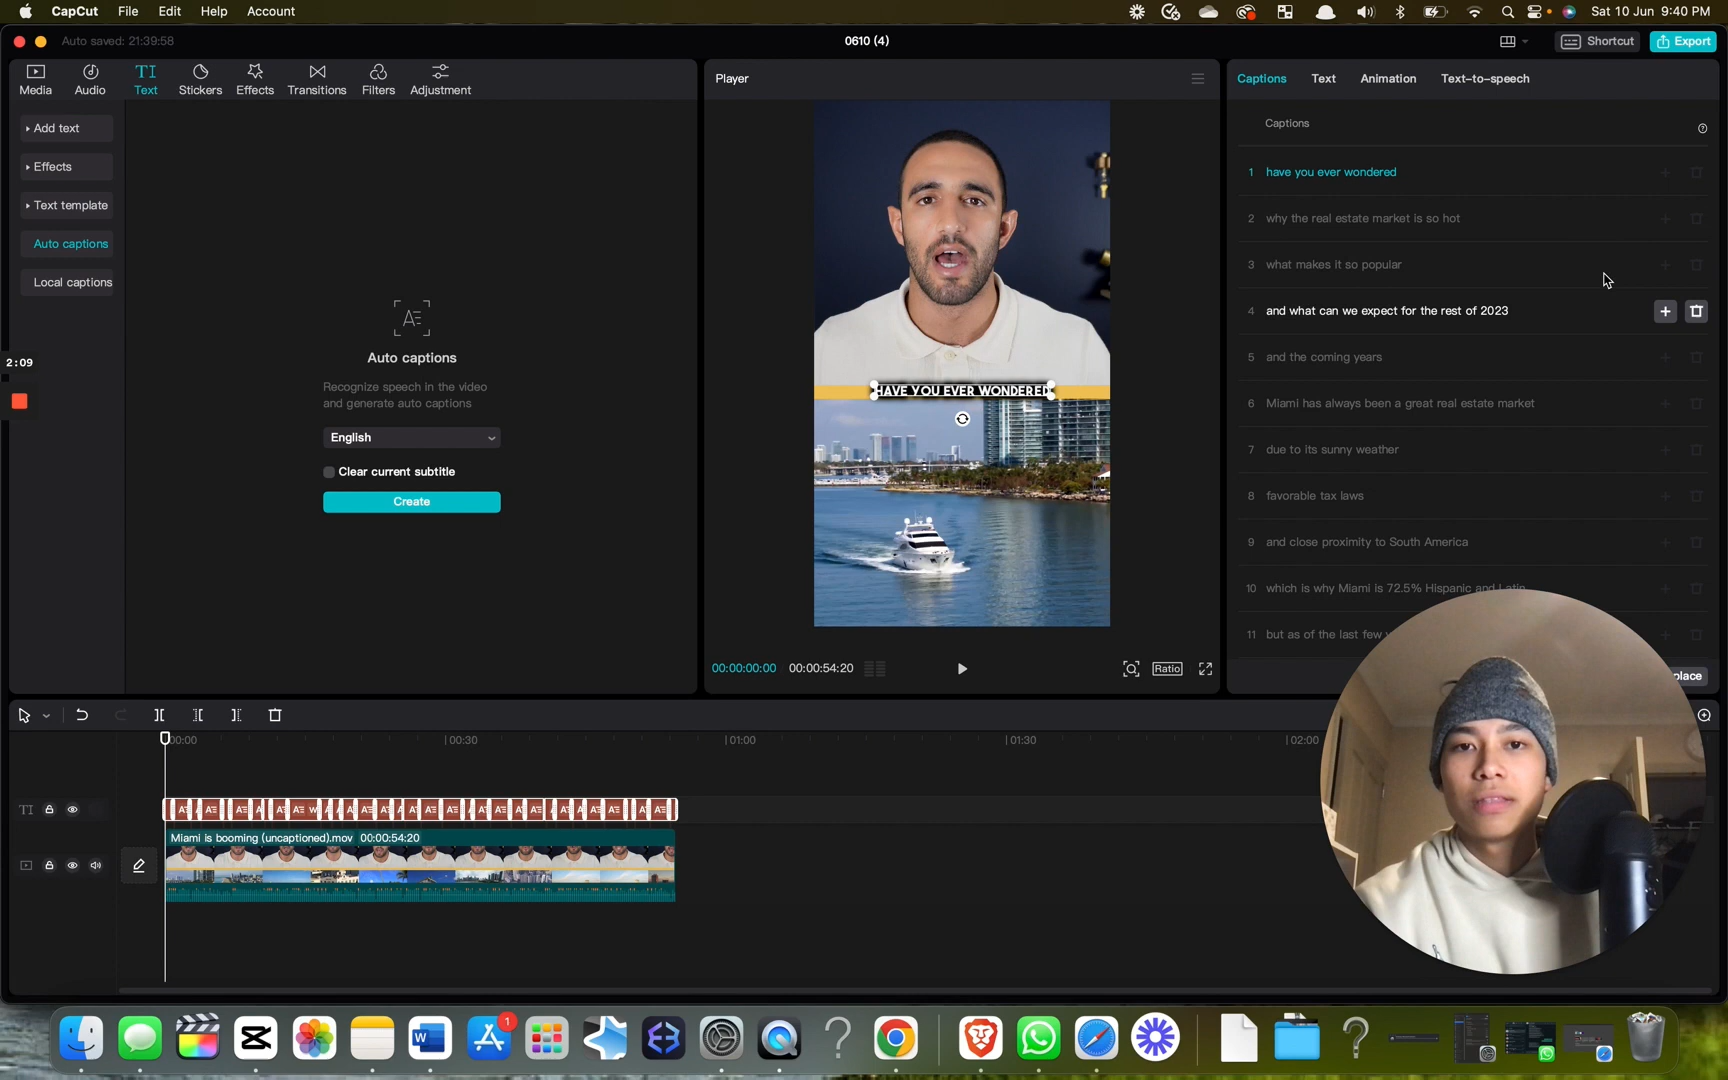 CapCut File Edit Help Account
Sat 10 Jun 9:40 PM
Auto saved: 21:39:58
0610 (4)
Shortcut
Export
Media
Audio
TI
Text
Stickers
Effects
Transitions
Filters
Adjustment
Add text
Effects
Text template
Auto captions
Local captions
2:09
AE
Auto captions
Recognize speech in the video
and generate auto captions
English
Clear current subtitle
Create
Player
HAVE YOU EVER WONDERED
00:00:00:00 00:00:54:20
Ratio
Captions Text Animation Text-to-speech
Captions
1 have you ever wondered
2 why the real estate market is so hot
3 what makes it so popular
4 and what can we expect for the rest of 2023
5 and the coming years
6 Miami has always been a great real estate market
7 due to its sunny weather
8 favorable tax laws
9 and close proximity to South America
10 which is why Miami is 72.5% Hispanic and Latin
11 but as of the last few
place
00:00 00:30 01:00 01:30 02:00
TI
Miami is booming (uncaptioned).mov 00:00:54:20
1